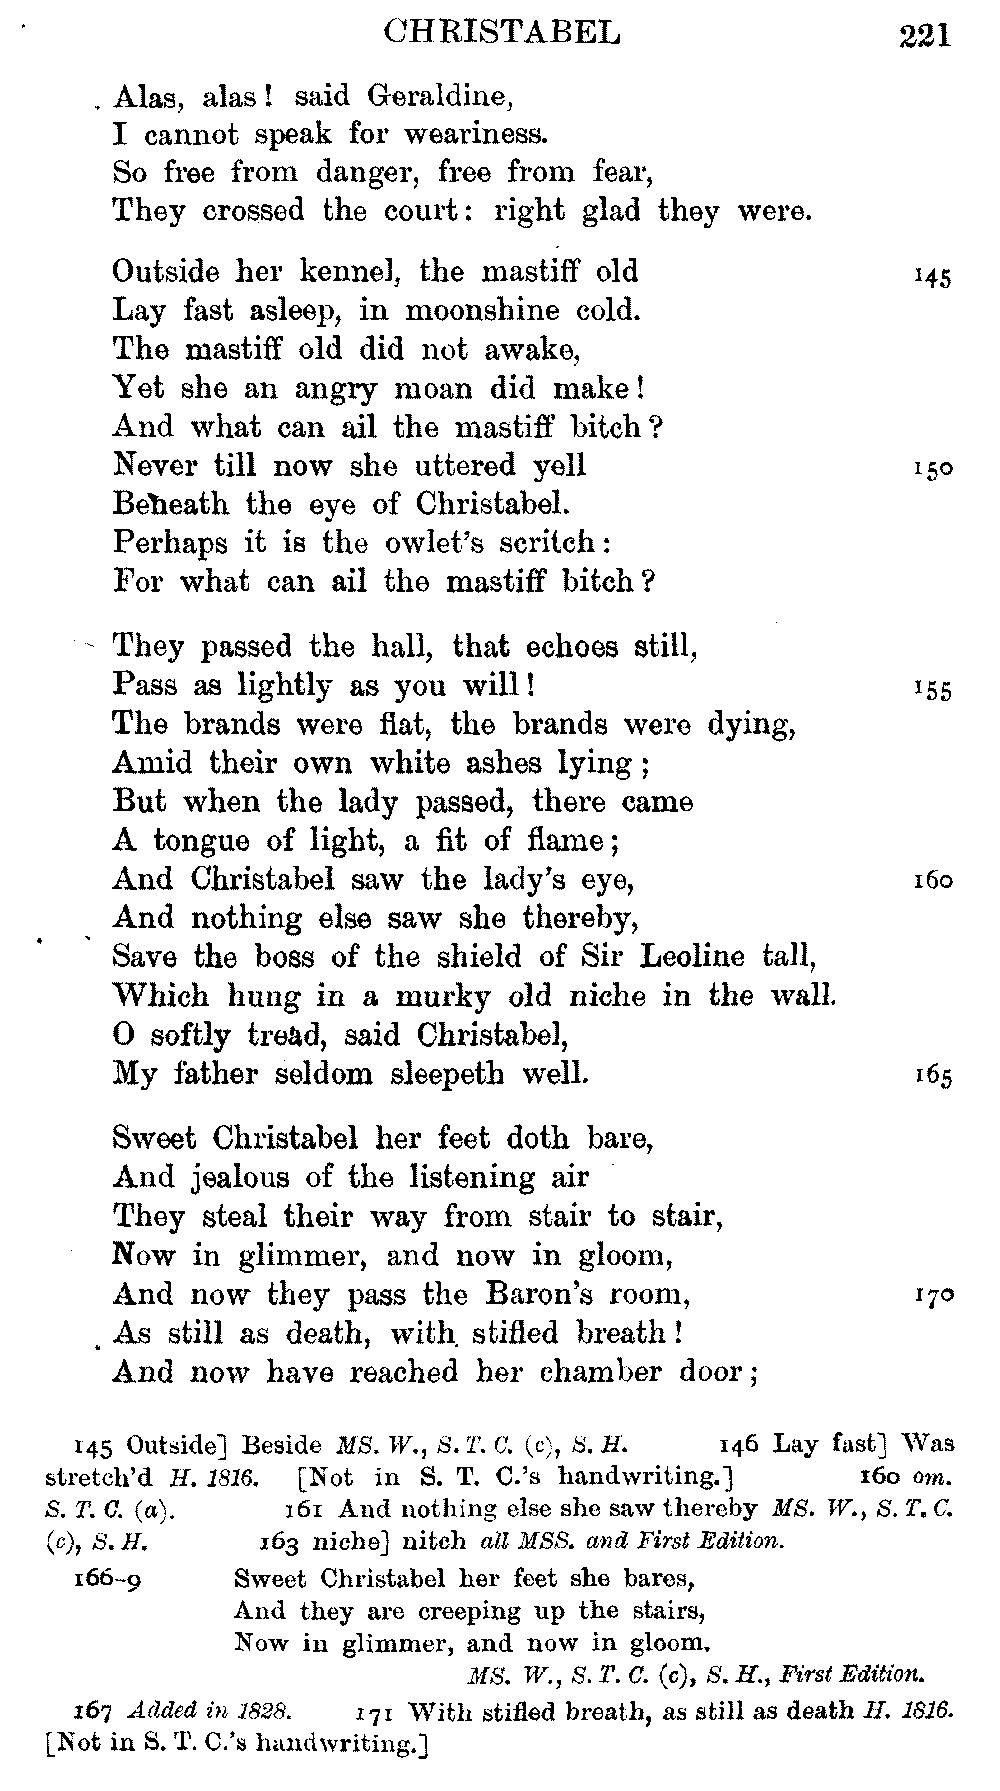 CHRISTABEL 221
Alas, alas! said Geraldine,
I cannot speak for weariness.
So free from danger, free from fear,
They crossed the court: right glad they were.
Outside her kennel, the mastiff old 145
Lay fast asleep, in moonshine cold.
The mastiff old did not awake,
Yet she an angry moan did make!
And what can ail the mastiff bitch?
Never till now she uttered yell 150
Beneath the eye of Christabel.
Perhaps it is the owlet's scritch:
For what can ail the mastiff bitch?
They passed the hall, that echoes still,
Pass as lightly as you will! 155
The brands were flat, the brands were dying,
Amid their own white ashes lying;
But when the lady passed, there came
A tongue of light, a fit of flame;
And Christabel saw the lady's eye, 160
And nothing else saw she thereby,
Save the boss of the shield of Sir Leoline tall,
Which hung in a murky old niche in the wall.
O softly tread, said Christabel,
My father seldom sleepeth well. 165
Sweet Christabel her feet doth bare,
And jealous of the listening air
They steal their way from stair to stair,
Now in glimmer, and now in gloom,
And now they pass the Baron's room, 170
As still as death, with stifled breath!
And now have reached her chamber door;
145 Outside] Beside MS. W., S. T. C. (c), S. H. 146 Lay fast] Was
stretch'd H. 1816. [Not in S. T. C.'s handwriting.] 160 om.
S. T. C. (a). 161 And nothing else she saw thereby MS. W., S. T. C.
(c), S. H. 163 niche] nitch all MSS. and First Edition.
166-9 Sweet Christabel her feet she bares,
And they are creeping up the stairs,
Now in glimmer, and now in gloom.
MS. W., S. T. C. (c), S. H., First Edition.
167 Added in 1828. 171 With stifled breath, as still as death H. 1816.
[Not in S. T. C.'s handwriting.]